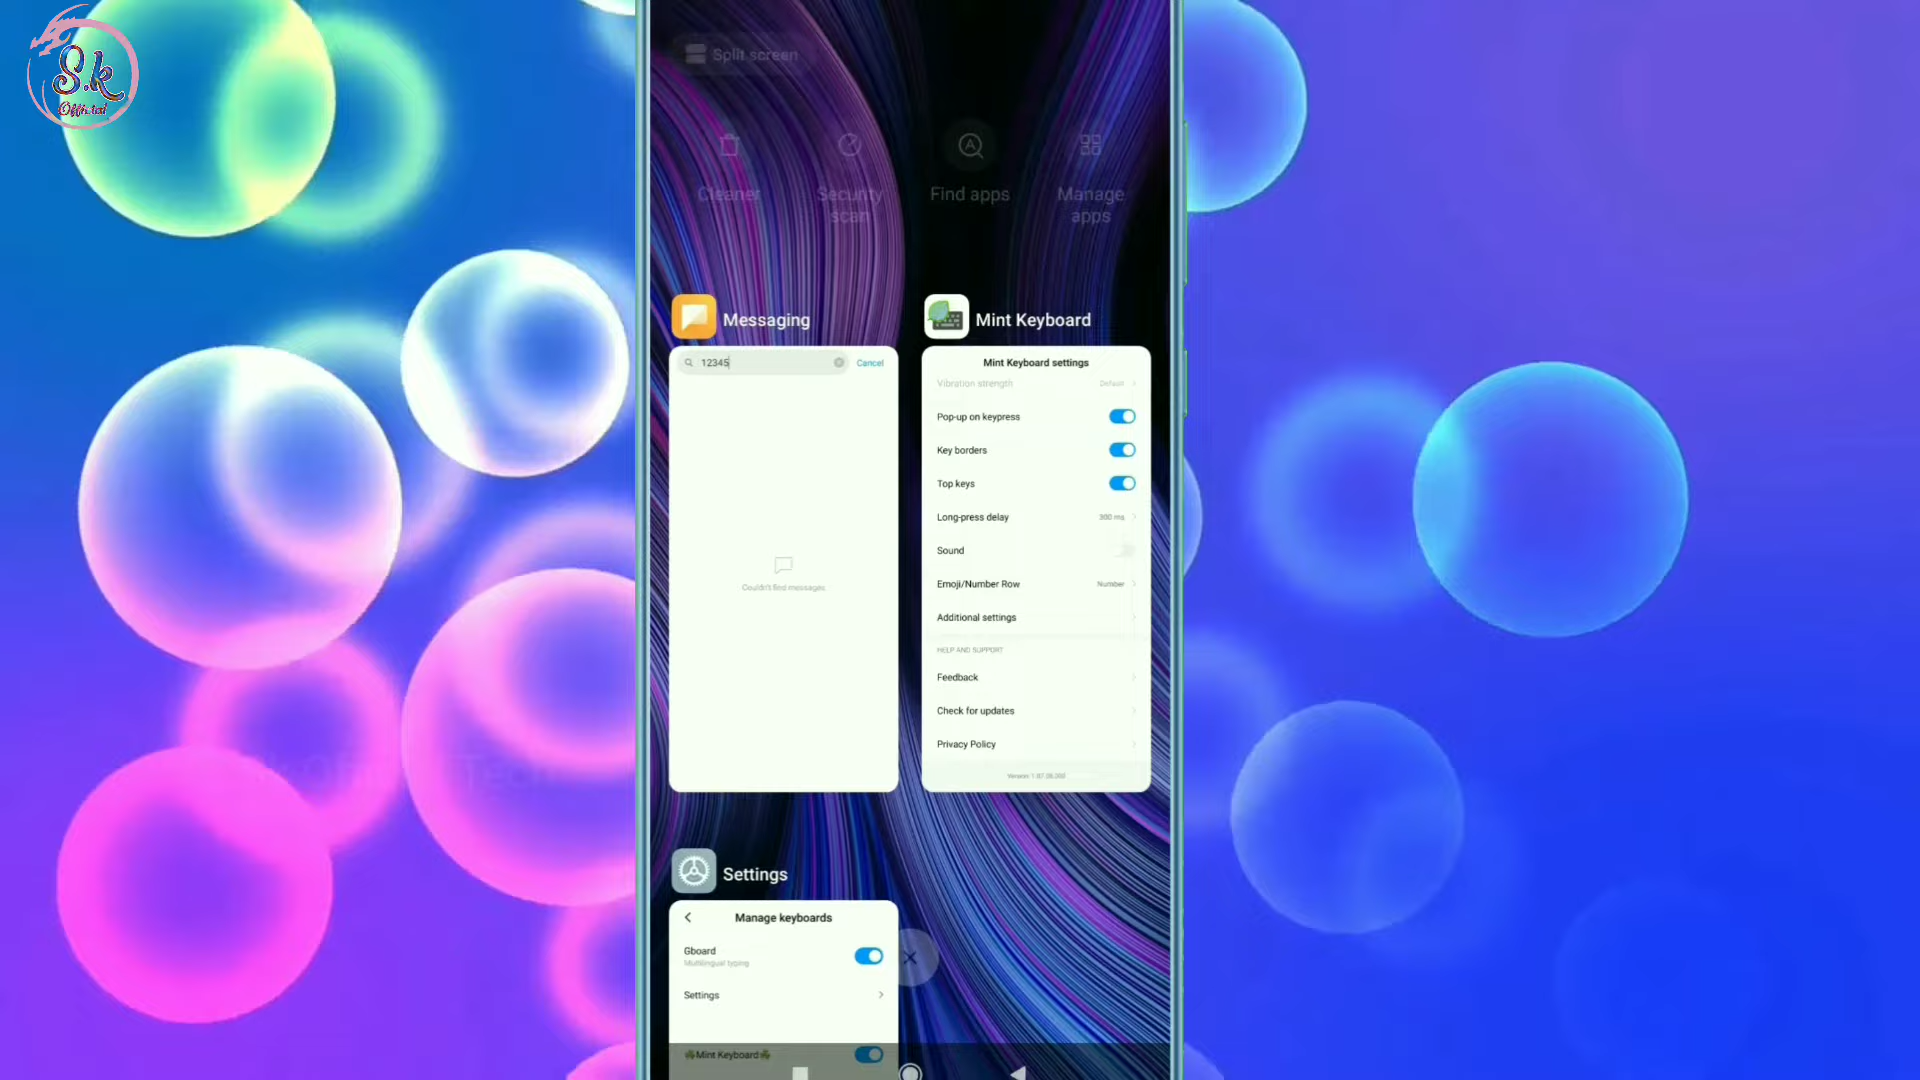 S.k
Official
Split screen
Cleaner
Security scan
Find apps
Manage apps
Messaging
12345
Cancel
Couldn't find messages
Mint Keyboard
Mint Keyboard settings
Vibration strength
Default
Pop-up on keypress
Key borders
Top keys
Long-press delay
300 ms
Sound
Emoji/Number Row
Number
Additional settings
HELP AND SUPPORT
Feedback
Check for updates
Privacy Policy
Settings
Manage keyboards
Gboard
Multilingual typing
Settings
☘Mint Keyboard☘